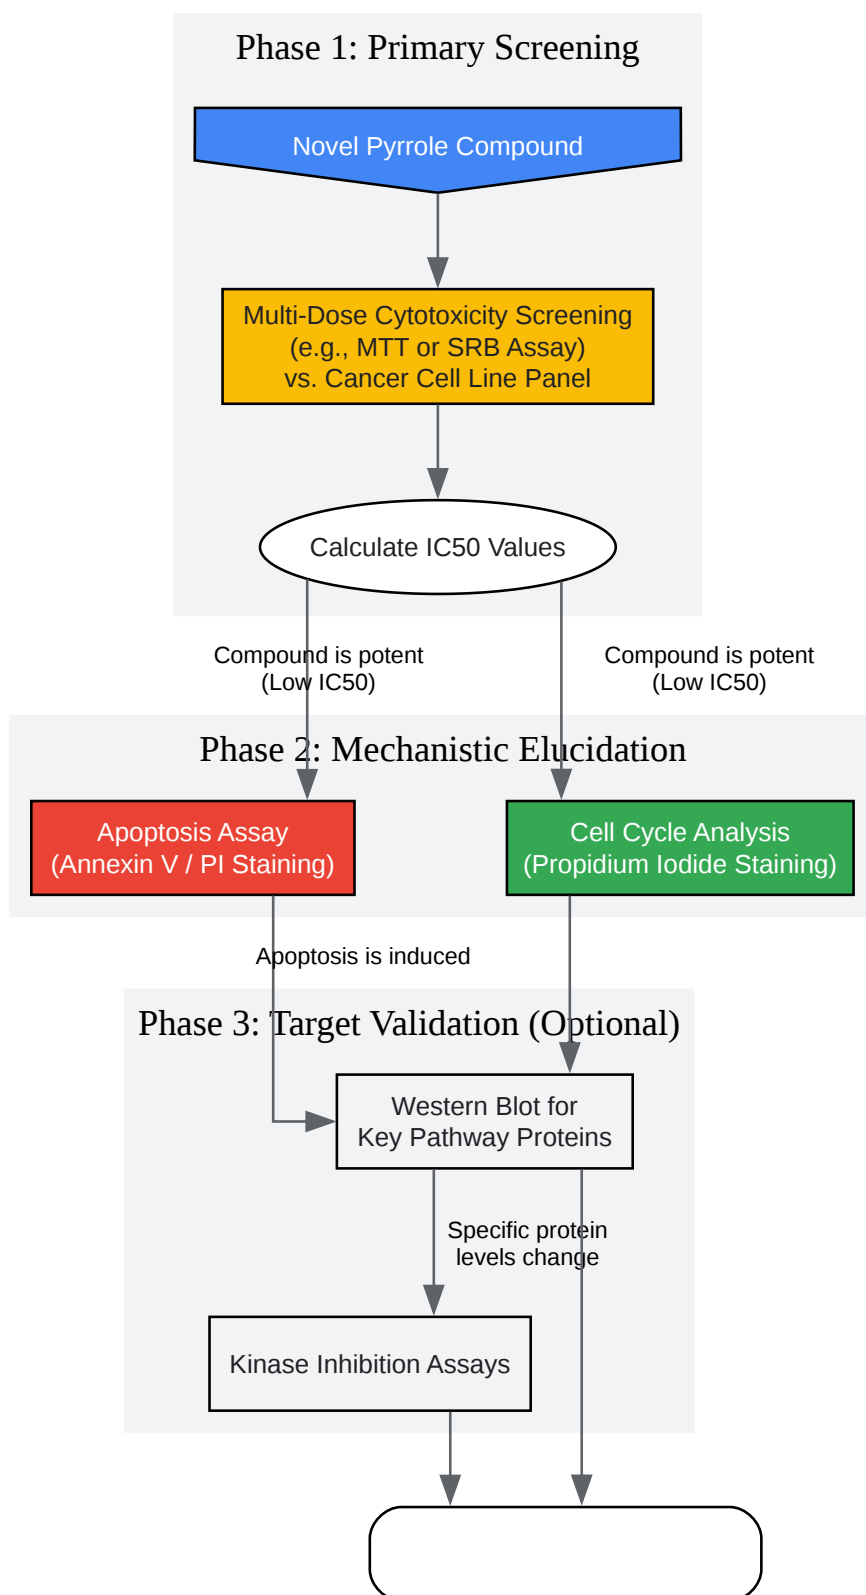 Phase 1: Primary Screening
Novel Pyrrole Compound
Multi-Dose Cytotoxicity Screening
(e.g., MTT or SRB Assay)
vs. Cancer Cell Line Panel
Calculate IC50 Values
Compound is potent
(Low IC50)
Compound is potent
(Low IC50)
Phase 2: Mechanistic Elucidation
Apoptosis Assay
(Annexin V / PI Staining)
Cell Cycle Analysis
(Propidium Iodide Staining)
Apoptosis is induced
Phase 3: Target Validation (Optional)
Western Blot for
Key Pathway Proteins
Specific protein
levels change
Kinase Inhibition Assays